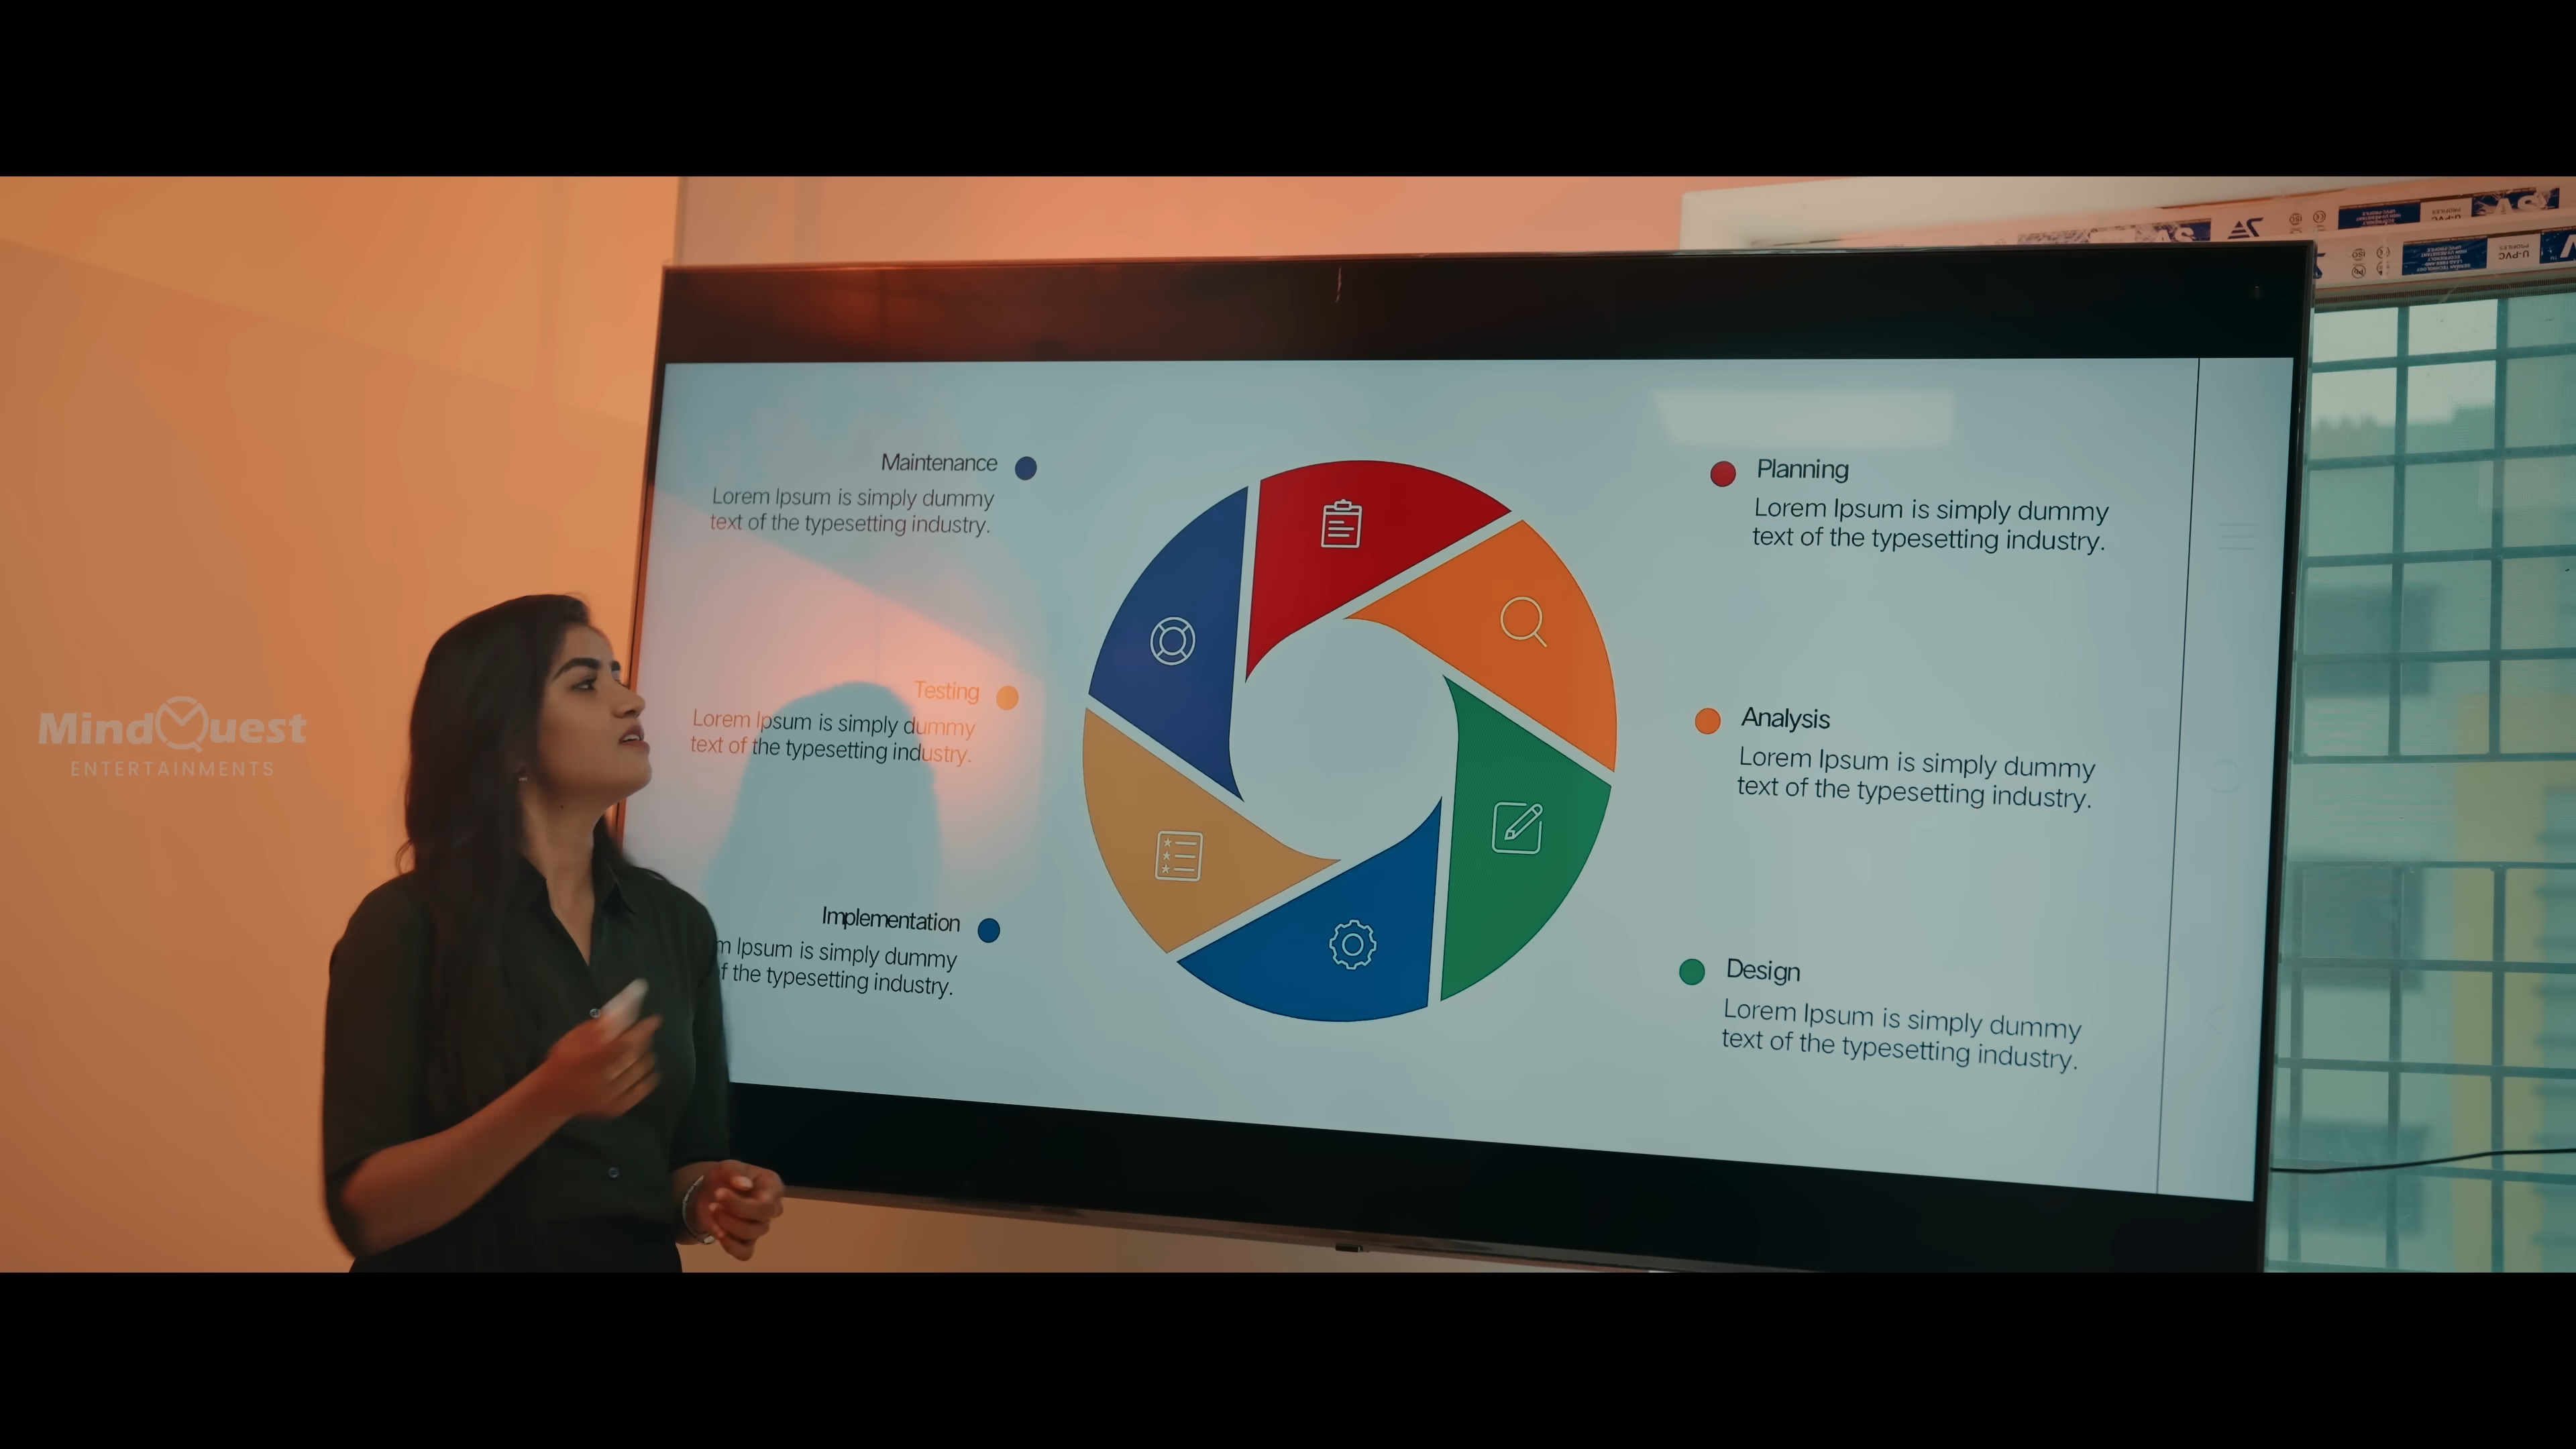 Maintenance
Lorem Ipsum is simply dummy
text of the typesetting industry.
Testing
Lorem Ipsum is simply dummy
text of the typesetting industry.
Implementation
m Ipsum is simply dummy
f the typesetting industry.
Planning
Lorem Ipsum is simply dummy
text of the typesetting industry.
Analysis
Lorem Ipsum is simply dummy
text of the typesetting industry.
Design
Lorem Ipsum is simply dummy
text of the typesetting industry.
MindQuest
ENTERTAINMENTS
U-PVC
PROFILES